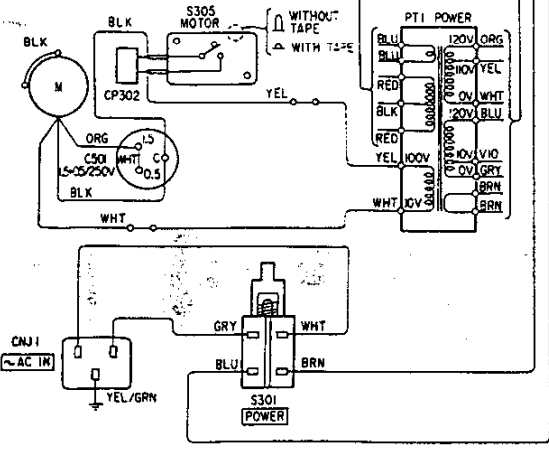 BLK
S305
MOTOR
WITHOUT
TAPE
WITH TAPE
PT1 POWER
BLK
M
CP302
BLU
BLU
RED
BLK
RED
120V ORG
110V YEL
0V WHT
120V BLU
110V VIO
0V GRY
BRN
BRN
YEL
YEL 100V
WHT 10V
ORG
1.5
C501
WHT
C
1.5+0.5/250V
0.5
BLK
WHT
CNJ1
~AC IN
YEL/GRN
GRY
WHT
BLU
BRN
S301
POWER